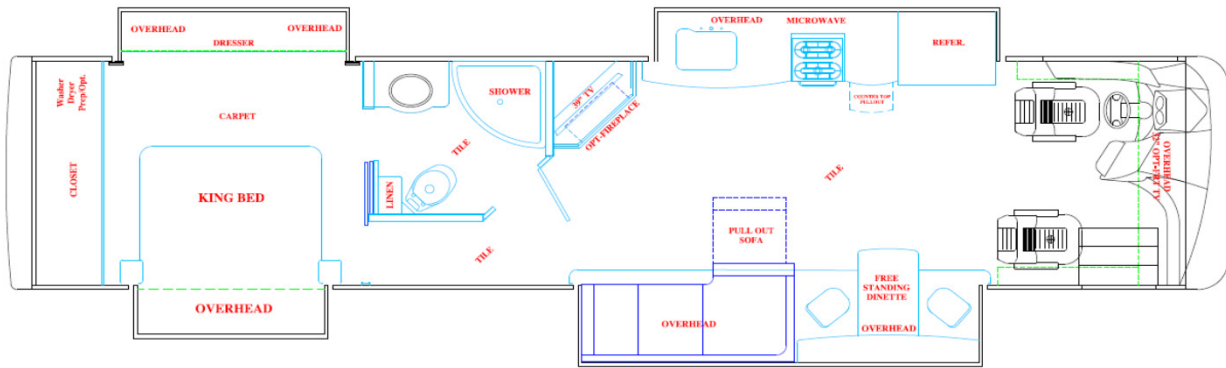 OVERHEAD
OVERHEAD
DRESSER
Washer
Dryer
Prep/Opt.
CARPET
CLOSET
KING BED
OVERHEAD
SHOWER
TILE
LINEN
TILE
39" TV
OPT-FIREPLACE
OVERHEAD
MICROWAVE
REFER.
COUNTER TOP
PULLOUT
TILE
PULL OUT
SOFA
OVERHEAD
FREE
STANDING
DINETTE
OVERHEAD
OVERHEAD